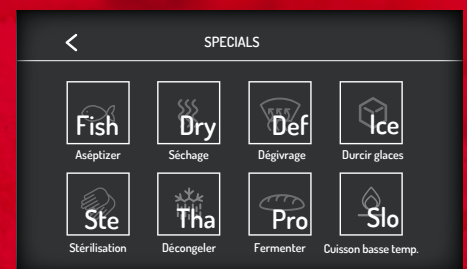 SPECIALS
Fish Dry Def Ice
Aséptizer Séchage Dégivrage Durcir glaces
Ste Tha Pro Slo
Stérilisation Décongeler Fermenter Cuisson basse temp.